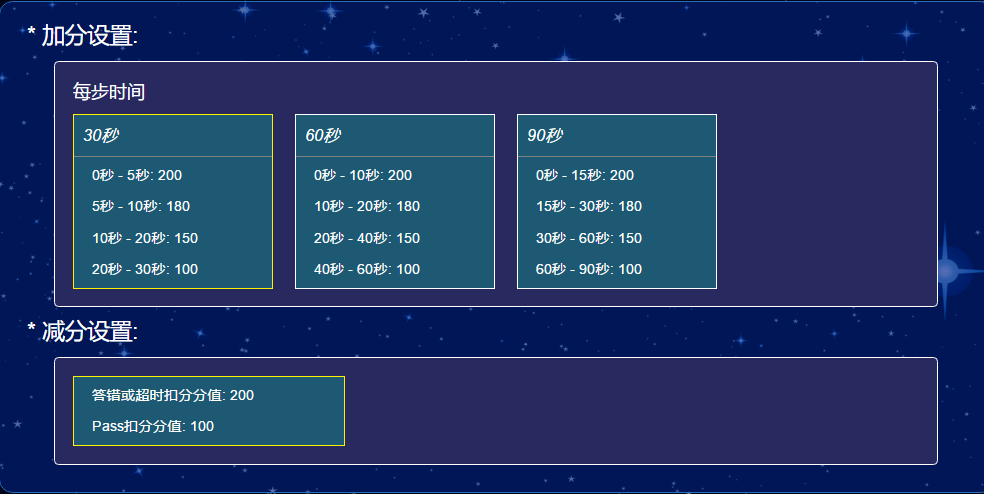 * 加分设置:
每步时间
30秒
0秒 - 5秒: 200
5秒 - 10秒: 180
10秒 - 20秒: 150
20秒 - 30秒: 100
60秒
0秒 - 10秒: 200
10秒 - 20秒: 180
20秒 - 40秒: 150
40秒 - 60秒: 100
90秒
0秒 - 15秒: 200
15秒 - 30秒: 180
30秒 - 60秒: 150
60秒 - 90秒: 100
* 减分设置:
答错或超时扣分分值: 200
Pass扣分分值: 100